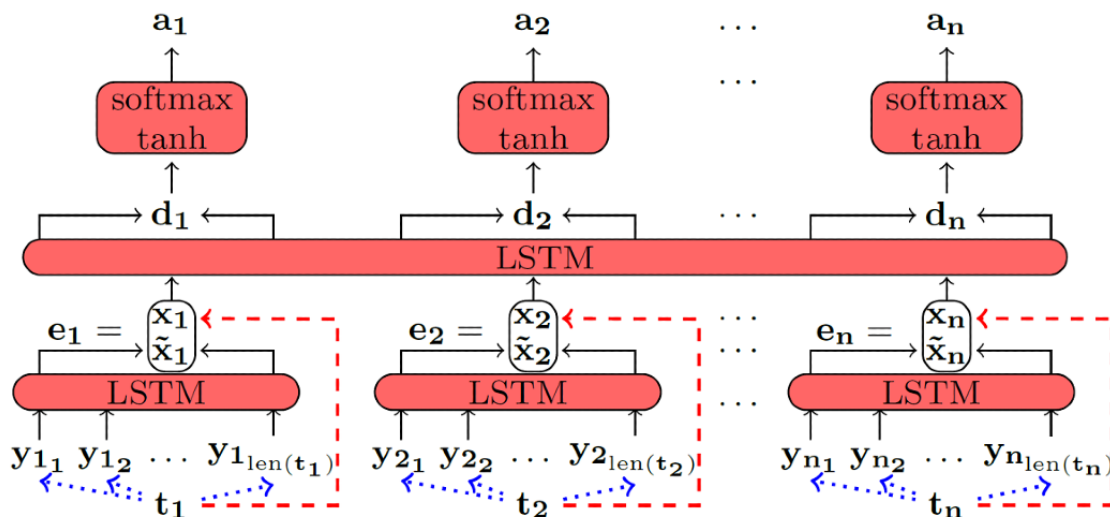 a₁ a₂ ... aₙ
...
softmax softmax softmax
tanh tanh tanh
d₁ d₂ ... dₙ
LSTM
e₁ = x₁ e₂ = x₂ ... eₙ = xₙ
x̃₁ x̃₂ ... x̃ₙ
LSTM LSTM ... LSTM
y₁₁ y₁₂ ... y₁len(t₁) y₂₁ y₂₂ ... y₂len(t₂) yₙ₁ yₙ₂ ... yₙlen(tₙ)
t₁ t₂ tₙ